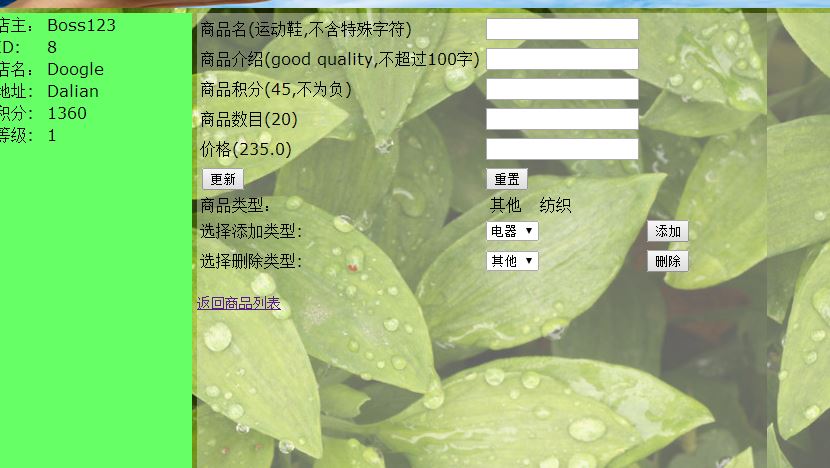 店主： Boss123
ID： 8
店名： Doogle
地址： Dalian
积分： 1360
等级： 1
商品名(运动鞋,不含特殊字符)
商品介绍(good quality,不超过100字)
商品积分(45,不为负)
商品数目(20)
价格(235.0)
更新 重置
商品类型： 其他 纺织
选择添加类型： 电器 添加
选择删除类型： 其他 删除
返回商品列表